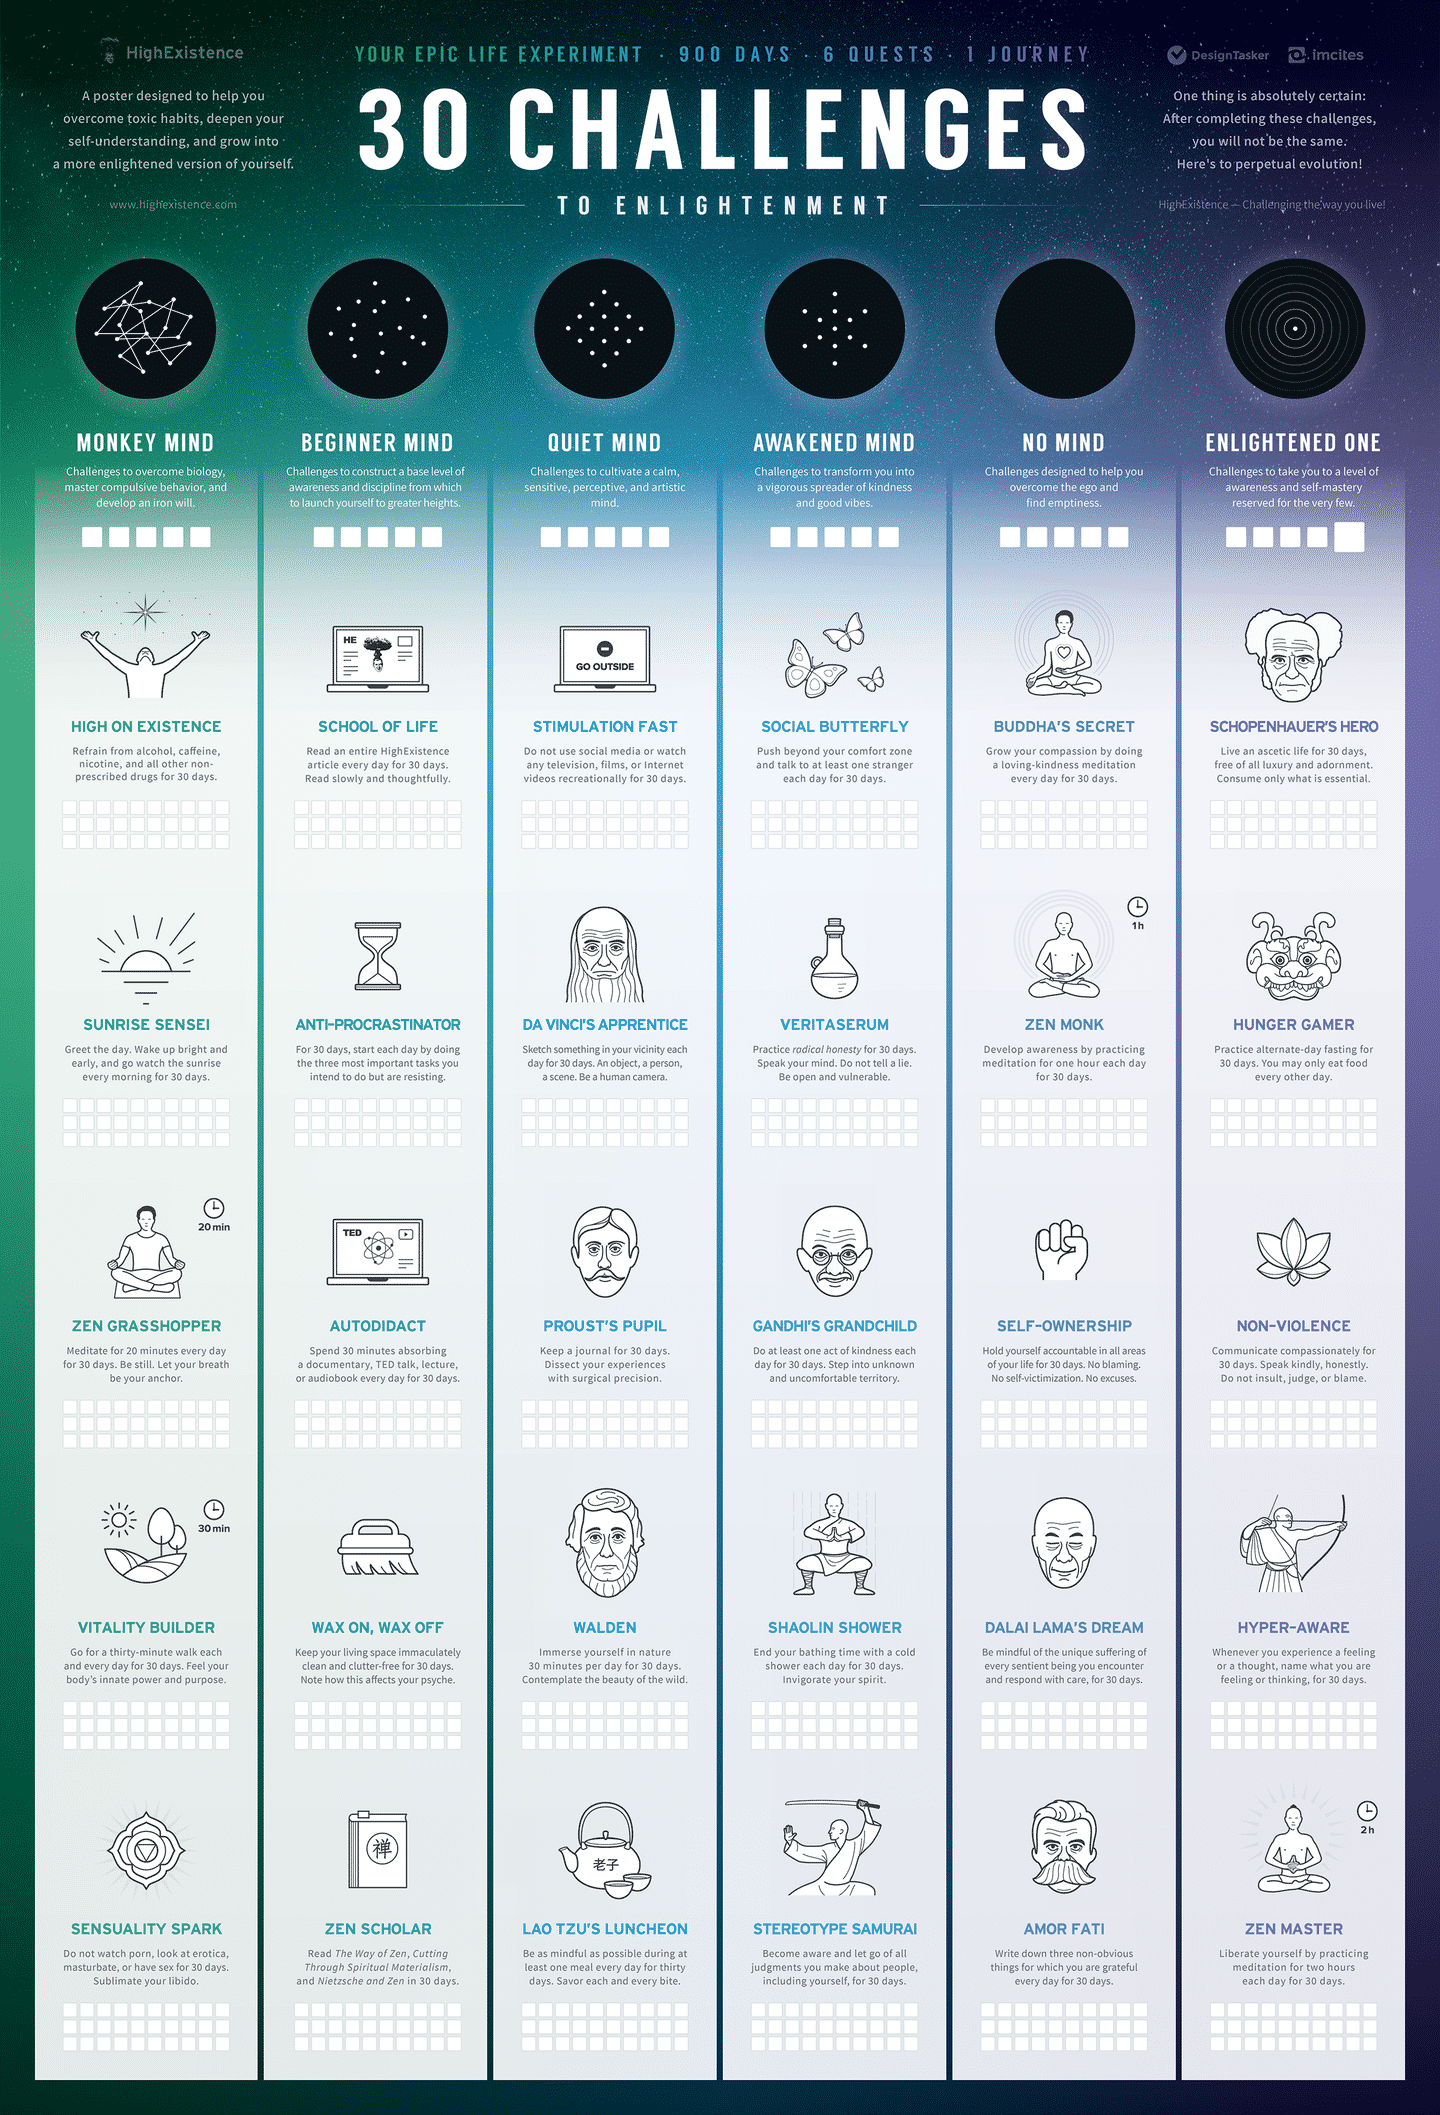 HighExistence
YOUR EPIC LIFE EXPERIMENT · 900 DAYS · 6 QUESTS · 1 JOURNEY
DesignTasker
imcites
A poster designed to help you
overcome toxic habits, deepen your
self-understanding, and grow into
a more enlightened version of yourself.
www.highexistence.com
30 CHALLENGES
TO ENLIGHTENMENT
One thing is absolutely certain:
After completing these challenges,
you will not be the same.
Here's to perpetual evolution!
HighExistence — Challenging the way you live!
MONKEY MIND
Challenges to overcome biology,
master compulsive behavior, and
develop an iron will.
BEGINNER MIND
Challenges to construct a base level of
awareness and discipline from which
to launch yourself to greater heights.
QUIET MIND
Challenges to cultivate a calm,
sensitive, perceptive, and artistic
mind.
AWAKENED MIND
Challenges to transform you into
a vigorous spreader of kindness
and good vibes.
NO MIND
Challenges designed to help you
overcome the ego and
find emptiness.
ENLIGHTENED ONE
Challenges to take you to a level of
awareness and self-mastery
reserved for the very few.
HIGH ON EXISTENCE
Refrain from alcohol, caffeine,
nicotine, and all other non-
prescribed drugs for 30 days.
HE
SCHOOL OF LIFE
Read an entire HighExistence
article every day for 30 days.
Read slowly and thoughtfully.
GO OUTSIDE
STIMULATION FAST
Do not use social media or watch
any television, films, or Internet
videos recreationally for 30 days.
SOCIAL BUTTERFLY
Push beyond your comfort zone
and talk to at least one stranger
each day for 30 days.
BUDDHA'S SECRET
Grow your compassion by doing
a loving-kindness meditation
every day for 30 days.
SCHOPENHAUER'S HERO
Live an ascetic life for 30 days,
free of all luxury and adornment.
Consume only what is essential.
SUNRISE SENSEI
Greet the day. Wake up bright and
early, and go watch the sunrise
every morning for 30 days.
ANTI-PROCRASTINATOR
For 30 days, start each day by doing
the three most important tasks you
intend to do but are resisting.
DA VINCI'S APPRENTICE
Sketch something in your vicinity each
day for 30 days. An object, a person,
a scene. Be a human camera.
VERITASERUM
Practice radical honesty for 30 days.
Speak your mind. Do not tell a lie.
Be open and vulnerable.
1h
ZEN MONK
Develop awareness by practicing
meditation for one hour each day
for 30 days.
HUNGER GAMER
Practice alternate-day fasting for
30 days. You may only eat food
every other day.
20 min
ZEN GRASSHOPPER
Meditate for 20 minutes every day
for 30 days. Be still. Let your breath
be your anchor.
TED
AUTODIDACT
Spend 30 minutes absorbing
a documentary, TED talk, lecture,
or audiobook every day for 30 days.
PROUST'S PUPIL
Keep a journal for 30 days.
Dissect your experiences
with surgical precision.
GANDHI'S GRANDCHILD
Do at least one act of kindness each
day for 30 days. Step into unknown
and uncomfortable territory.
SELF-OWNERSHIP
Hold yourself accountable in all areas
of your life for 30 days. No blaming.
No self-victimization. No excuses.
NON-VIOLENCE
Communicate compassionately for
30 days. Speak kindly, honestly.
Do not insult, judge, or blame.
30 min
VITALITY BUILDER
Go for a thirty-minute walk each
and every day for 30 days. Feel your
body's innate power and purpose.
WAX ON, WAX OFF
Keep your living space immaculately
clean and clutter-free for 30 days.
Note how this affects your psyche.
WALDEN
Immerse yourself in nature
30 minutes per day for 30 days.
Contemplate the beauty of the wild.
SHAOLIN SHOWER
End your bathing time with a cold
shower each day for 30 days.
Invigorate your spirit.
DALAI LAMA'S DREAM
Be mindful of the unique suffering of
every sentient being you encounter
and respond with care, for 30 days.
HYPER-AWARE
Whenever you experience a feeling
or a thought, name what you are
feeling or thinking, for 30 days.
SENSUALITY SPARK
Do not watch porn, look at erotica,
masturbate, or have sex for 30 days.
Sublimate your libido.
禅
ZEN SCHOLAR
Read The Way of Zen, Cutting
Through Spiritual Materialism,
and Nietzsche and Zen in 30 days.
老子
LAO TZU'S LUNCHEON
Be as mindful as possible during at
least one meal every day for thirty
days. Savor each and every bite.
STEREOTYPE SAMURAI
Become aware and let go of all
judgments you make about people,
including yourself, for 30 days.
AMOR FATI
Write down three non-obvious
things for which you are grateful
every day for 30 days.
2h
ZEN MASTER
Liberate yourself by practicing
meditation for two hours
each day for 30 days.